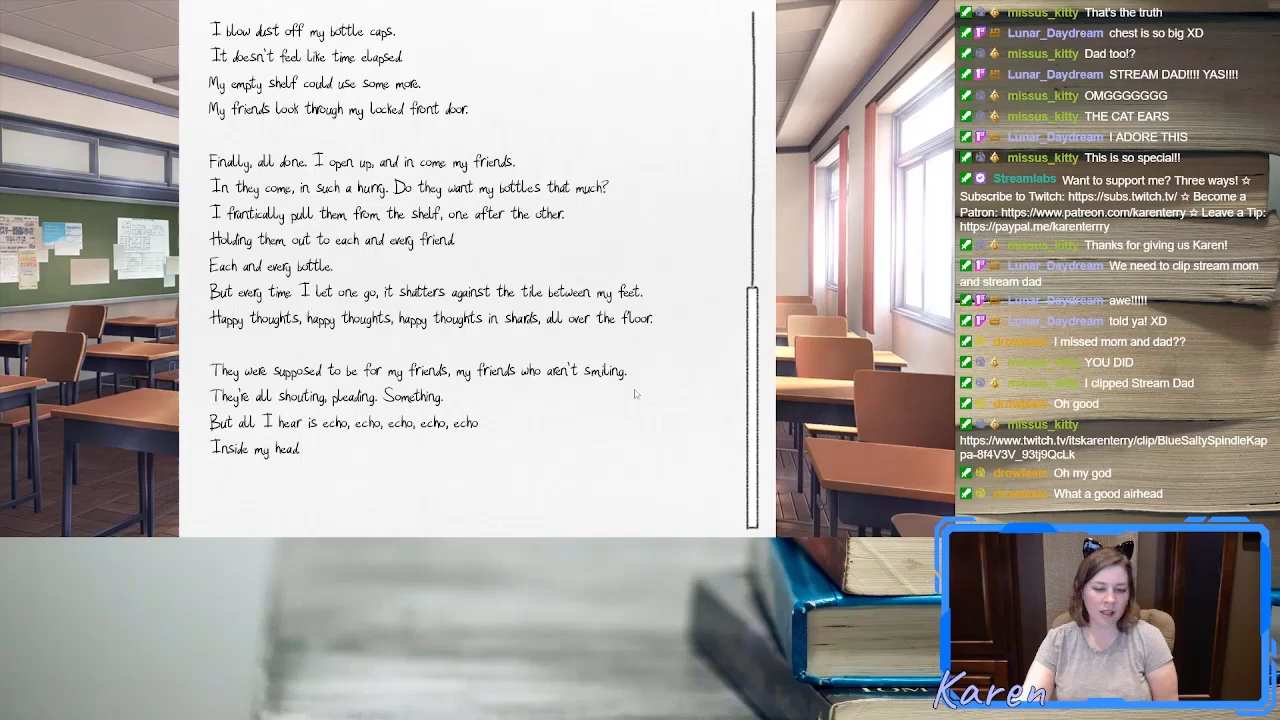 I blow dust off my bottle caps.
It doesn't feel like time elapsed.
My empty shelf could use some more.
My friends look through my locked front door.
Finally, all done. I open up, and in come my friends.
In they come, in such a hurry. Do they want my bottles that much?
I frantically pull them from the shelf, one after the other.
Holding them out to each and every friend.
Each and every bottle.
But every time I let one go, it shatters against the tile between my feet.
Happy thoughts, happy thoughts, happy thoughts in shards, all over the floor.
They were supposed to be for my friends, my friends who aren't smiling.
They're all shouting, pleading. Something.
But all I hear is echo, echo, echo, echo, echo
Inside my head.
missus_kitty That's the truth
Lunar_Daydream chest is so big XD
missus_kitty Dad too!?
Lunar_Daydream STREAM DAD!!!! YAS!!!!
missus_kitty OMGGGGGGG
missus_kitty THE CAT EARS
Lunar_Daydream I ADORE THIS
missus_kitty This is so special!!
Streamlabs Want to support me? Three ways! ☆
Subscribe to Twitch: https://subs.twitch.tv/ ☆ Become a
Patron: https://www.patreon.com/karenterry ☆ Leave a Tip:
https://paypal.me/karenterrry
missus_kitty Thanks for giving us Karen!
Lunar_Daydream We need to clip stream mom
and stream dad
Lunar_Daydream awe!!!!!
Lunar_Daydream told ya! XD
I missed mom and dad??
missus_kitty YOU DID
missus_kitty I clipped Stream Dad
Oh good
missus_kitty
https://www.twitch.tv/itskarenterry/clip/BlueSaltySpindleKap
pa-8f4V3V_93tj9QcLk
Oh my god
What a good airhead
Karen